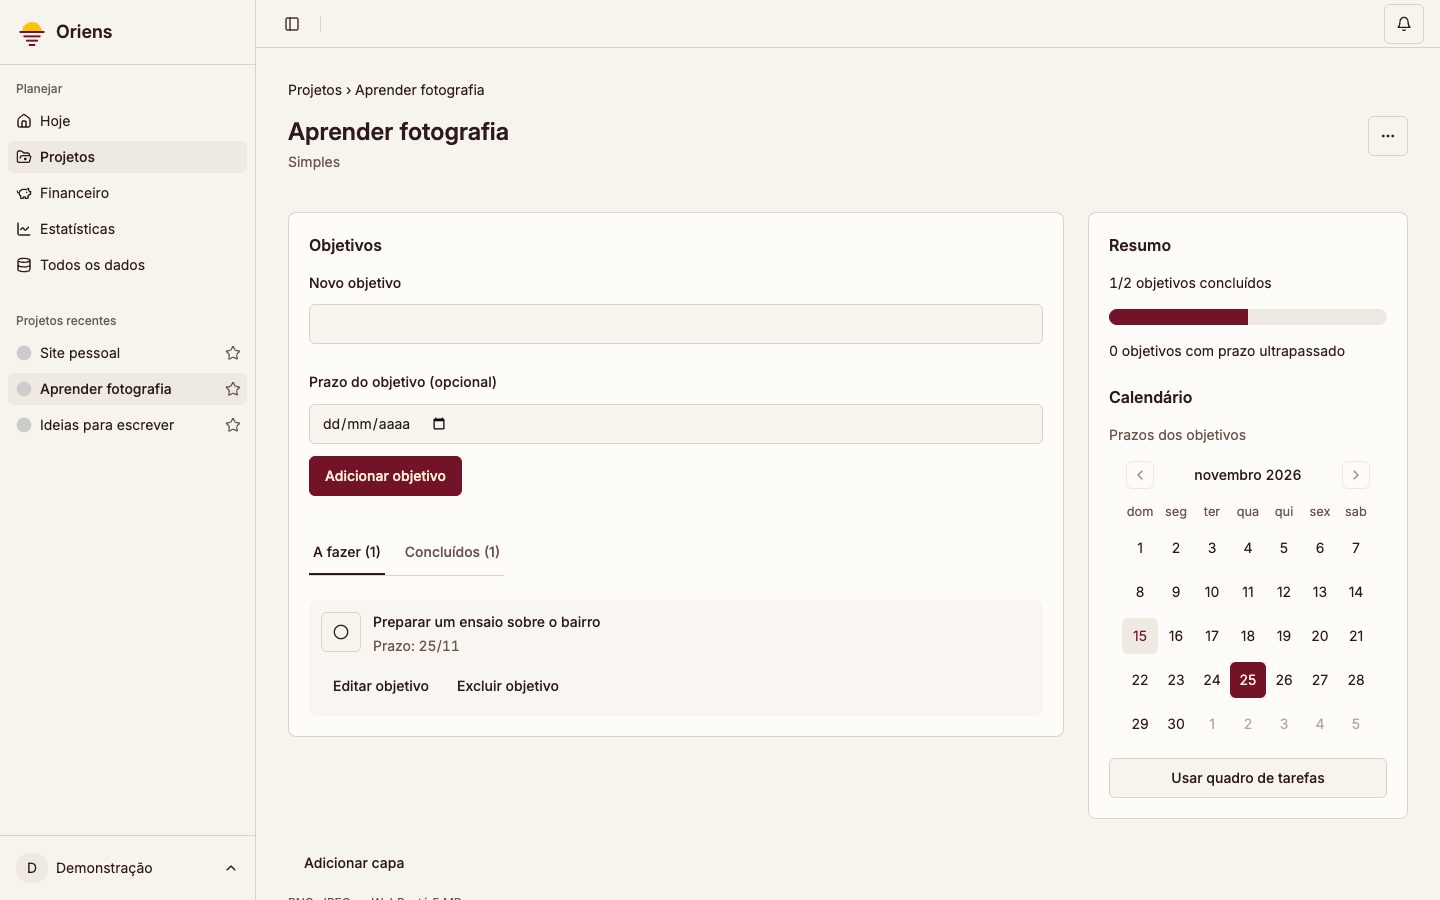 Oriens
Planejar
Hoje
Projetos
Financeiro
Estatísticas
Todos os dados
Projetos recentes
Site pessoal
Aprender fotografia
Ideias para escrever
D Demonstração
Projetos › Aprender fotografia
Aprender fotografia
Simples
Objetivos
Novo objetivo
Prazo do objetivo (opcional)
dd/mm/aaaa
Adicionar objetivo
A fazer (1) Concluídos (1)
Preparar um ensaio sobre o bairro
Prazo: 25/11
Editar objetivo Excluir objetivo
Resumo
1/2 objetivos concluídos
0 objetivos com prazo ultrapassado
Calendário
Prazos dos objetivos
novembro 2026
dom seg ter qua qui sex sab
1 2 3 4 5 6 7
8 9 10 11 12 13 14
15 16 17 18 19 20 21
22 23 24 25 26 27 28
29 30 1 2 3 4 5
Usar quadro de tarefas
Adicionar capa